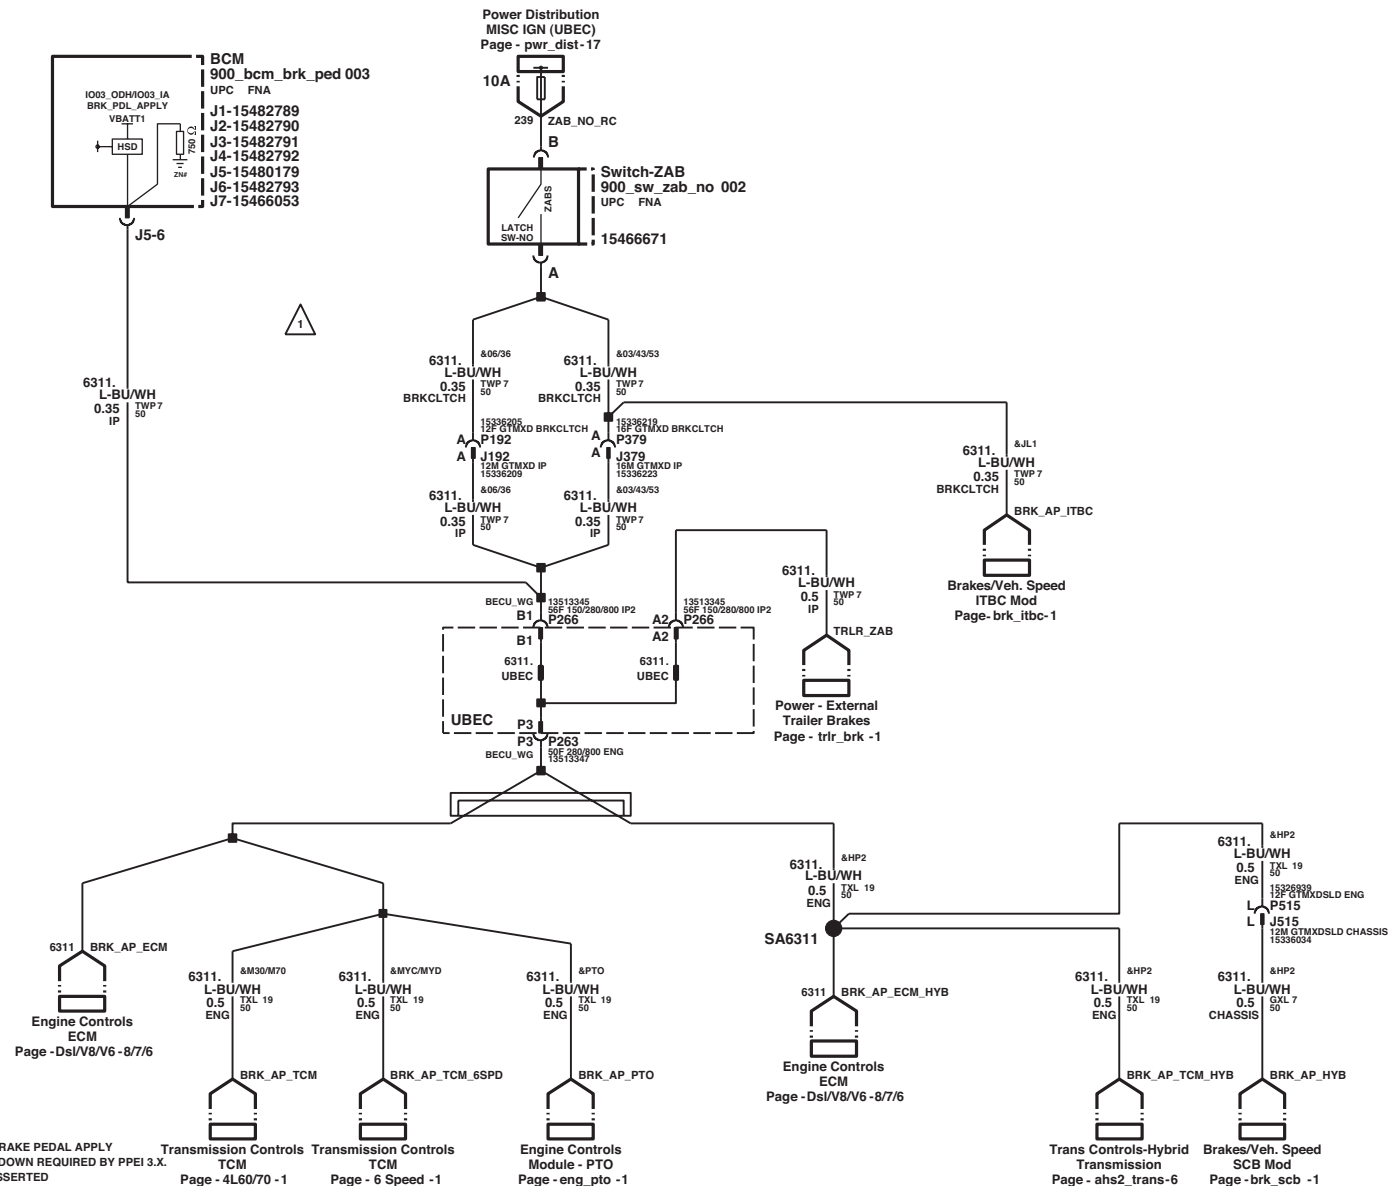 Power Distribution
MISC IGN (UBEC)
Page - pwr_dist-17
10A
239 ZAB_NO_RC
B
BCM
900_bcm_brk_ped 003
UPC FNA
J1-15482789
J2-15482790
J3-15482791
J4-15482792
J5-15480179
J6-15482793
J7-15466053
IO03_ODH/IO03_IA
BRK_PDL_APPLY
VBATT1
HSD
750 Ω
ZN#
J5-6
Switch-ZAB
900_sw_zab_no 002
UPC FNA
15466671
ZABS
LATCH
SW-NO
A
1
6311.
L-BU/WH
0.35 TWP 7
IP 50
6311. &06/36
L-BU/WH
0.35 TWP 7
BRKCLTCH 50
6311. &03/43/53
L-BU/WH
0.35 TWP 7
BRKCLTCH 50
15336205
12F GTMXD BRKCLTCH
A P192
A J192
12M GTMXD IP
15336209
15336219
16F GTMXD BRKCLTCH
A P379
A J379
16M GTMXD IP
15336223
6311. &06/36
L-BU/WH
0.35 TWP 7
IP 50
6311. &03/43/53
L-BU/WH
0.35 TWP 7
IP 50
6311. &JL1
L-BU/WH
0.35 TWP 7
BRKCLTCH 50
BRK_AP_ITBC
Brakes/Veh. Speed
ITBC Mod
Page- brk_itbc-1
BECU_WG 13513345
56F 150/280/800 IP2
B1 P266
B1
13513345
56F 150/280/800 IP2
A2 P266
A2
6311.
UBEC
6311.
UBEC
UBEC
P3
P3 P263
BECU_WG 50F 280/800 ENG
13513347
6311.
L-BU/WH
0.5 TWP 7
IP 50
TRLR_ZAB
Power - External
Trailer Brakes
Page - trlr_brk -1
6311 BRK_AP_ECM
Engine Controls
ECM
Page -Dsl/V8/V6 -8/7/6
6311. &M30/M70
L-BU/WH
0.5 TXL 19
ENG 50
BRK_AP_TCM
Transmission Controls
TCM
Page - 4L60/70 -1
6311. &MYC/MYD
L-BU/WH
0.5 TXL 19
ENG 50
BRK_AP_TCM_6SPD
Transmission Controls
TCM
Page - 6 Speed -1
6311. &PTO
L-BU/WH
0.5 TXL 19
ENG 50
BRK_AP_PTO
Engine Controls
Module - PTO
Page - eng_pto -1
6311. &HP2
L-BU/WH
0.5 TXL 19
ENG 50
SA6311
6311 BRK_AP_ECM_HYB
Engine Controls
ECM
Page -Dsl/V8/V6 -8/7/6
6311. &HP2
L-BU/WH
0.5 TXL 19
ENG 50
BRK_AP_TCM_HYB
Trans Controls-Hybrid
Transmission
Page - ahs2_trans-6
6311. &HP2
L-BU/WH
0.5 TXL 19
ENG 50
15326939
12F GTMXDSLD ENG
L P515
L J515
12M GTMXDSLD CHASSIS
15336034
6311. &HP2
L-BU/WH
0.5 GXL 7
CHASSIS 50
BRK_AP_HYB
Brakes/Veh. Speed
SCB Mod
Page -brk_scb -1
RAKE PEDAL APPLY
DOWN REQUIRED BY PPEI 3.X.
SSERTED